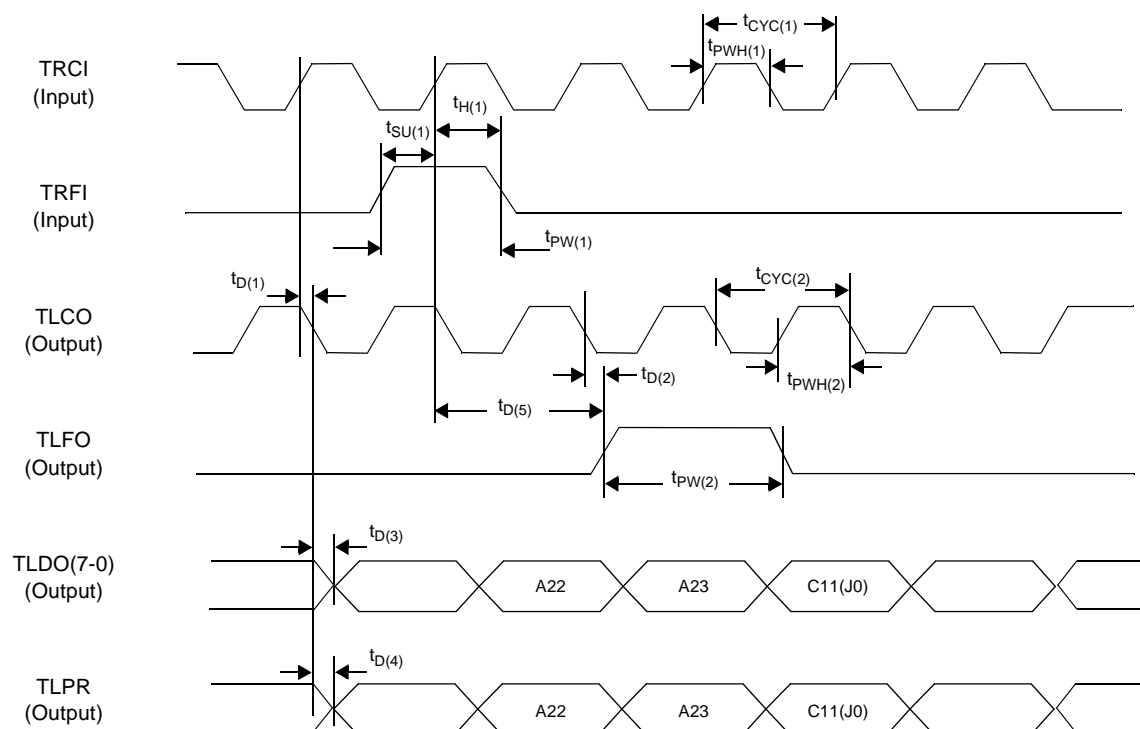 tCYC(1)
tPWH(1)
TRCI
(Input)
tH(1)
tSU(1)
TRFI
(Input)
tPW(1)
tD(1)
tCYC(2)
TLCO
(Output)
tD(2)
tPWH(2)
tD(5)
TLFO
(Output)
tPW(2)
tD(3)
TLDO(7-0)
(Output)
A22
A23
C11(J0)
tD(4)
TLPR
(Output)
A22
A23
C11(J0)